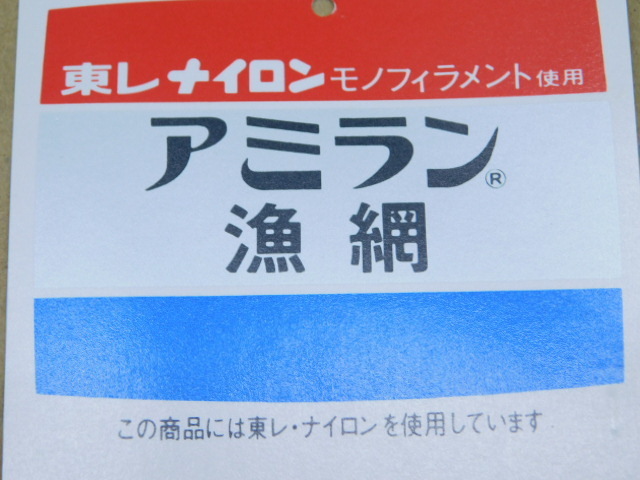 東レナイロンモノフィラメント使用
アミラン®
漁網
この商品には東レ・ナイロンを使用しています